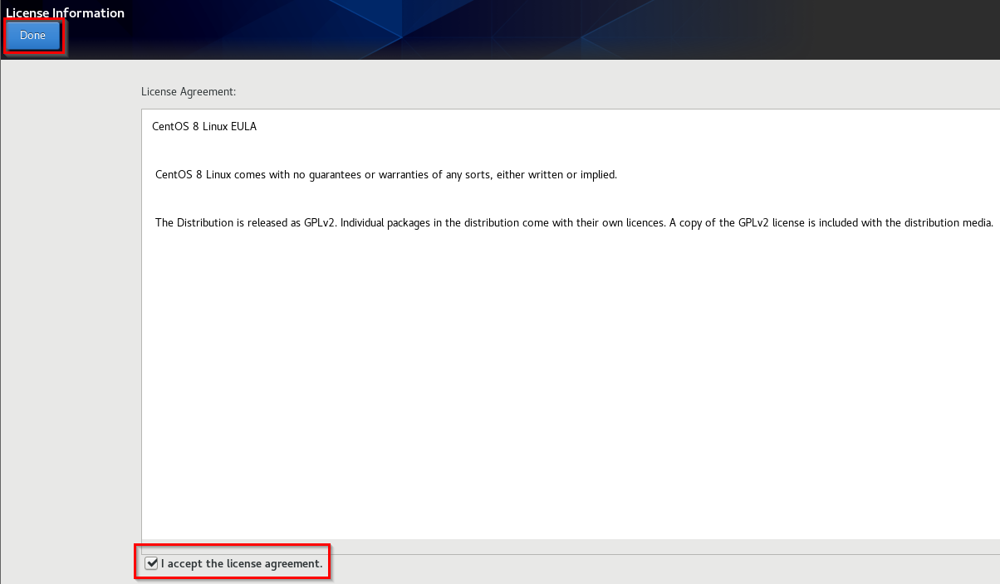 License Information
Done
License Agreement:
CentOS 8 Linux EULA
CentOS 8 Linux comes with no guarantees or warranties of any sorts, either written or implied.
The Distribution is released as GPLv2. Individual packages in the distribution come with their own licences. A copy of the GPLv2 license is included with the distribution media.
I accept the license agreement.